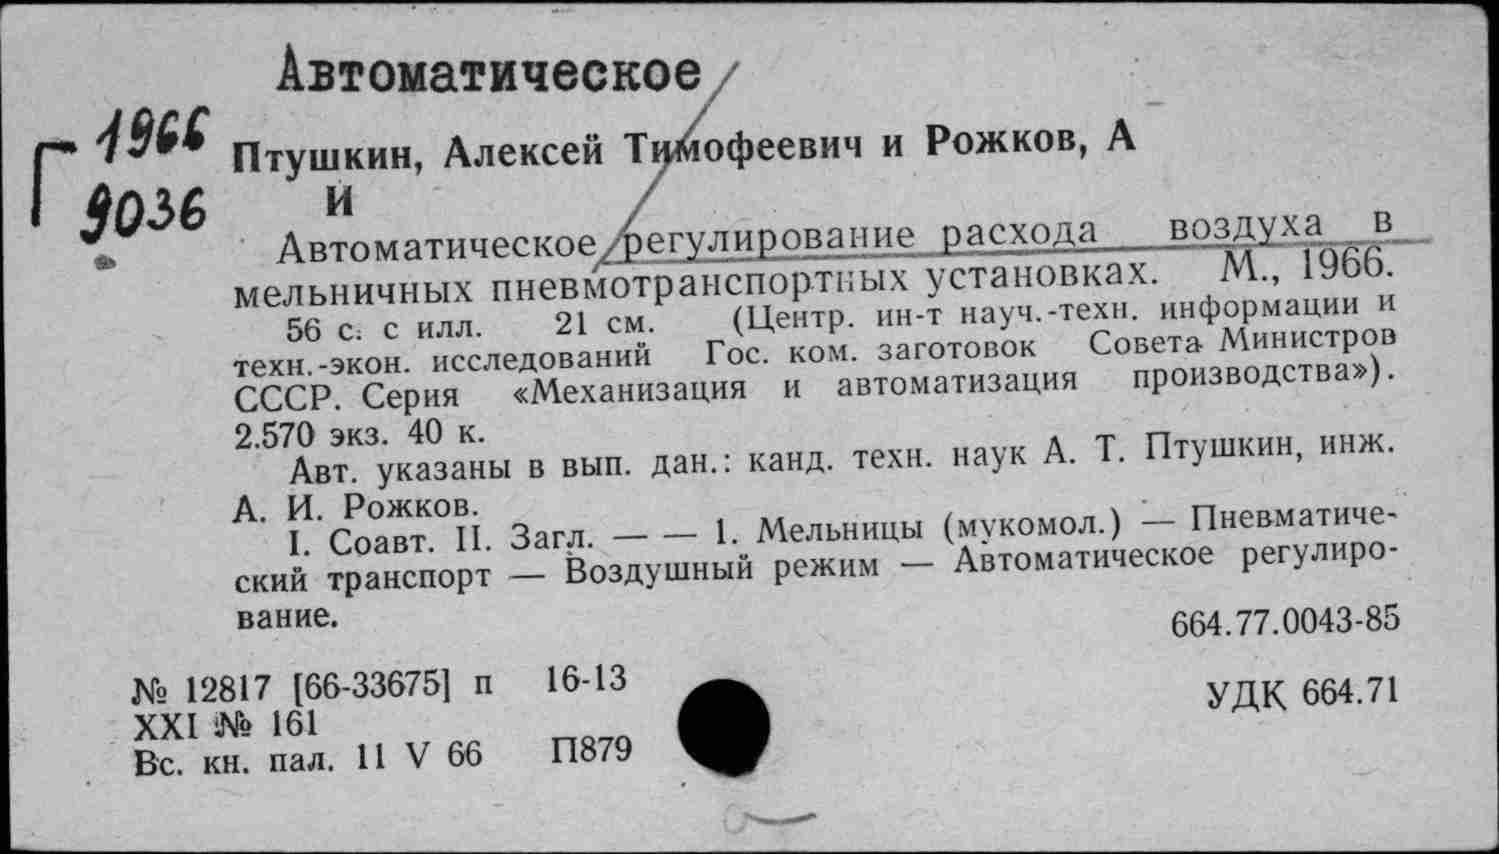 Автоматическое
Г 1966
9036
Птушкин, Алексей Тимофеевич и Рожков, А
И
Автоматическое регулирование расхода воздуха в
мельничных пневмотранспортных установках. М., 1966.
56 с. с илл. 21 см. (Центр. ин-т науч.-техн. информации и
техн.-экон. исследований Гос. ком. заготовок Совета Министров
СССР. Серия «Механизация и автоматизация производства»).
2.570 экз. 40 к.
Авт. указаны в вып. дан.: канд. техн. наук А. Т. Птушкин, инж.
А. И. Рожков.
I. Соавт. II. Загл. — — 1. Мельницы (мукомол.) — Пневматиче-
ский транспорт — Воздушный режим — Автоматическое регулиро-
вание.
664.77.0043-85
№ 12817 [66-33675] п 16-13
УДК 664.71
XXI № 161
Вс. кн. пал. 11 V 66 П879